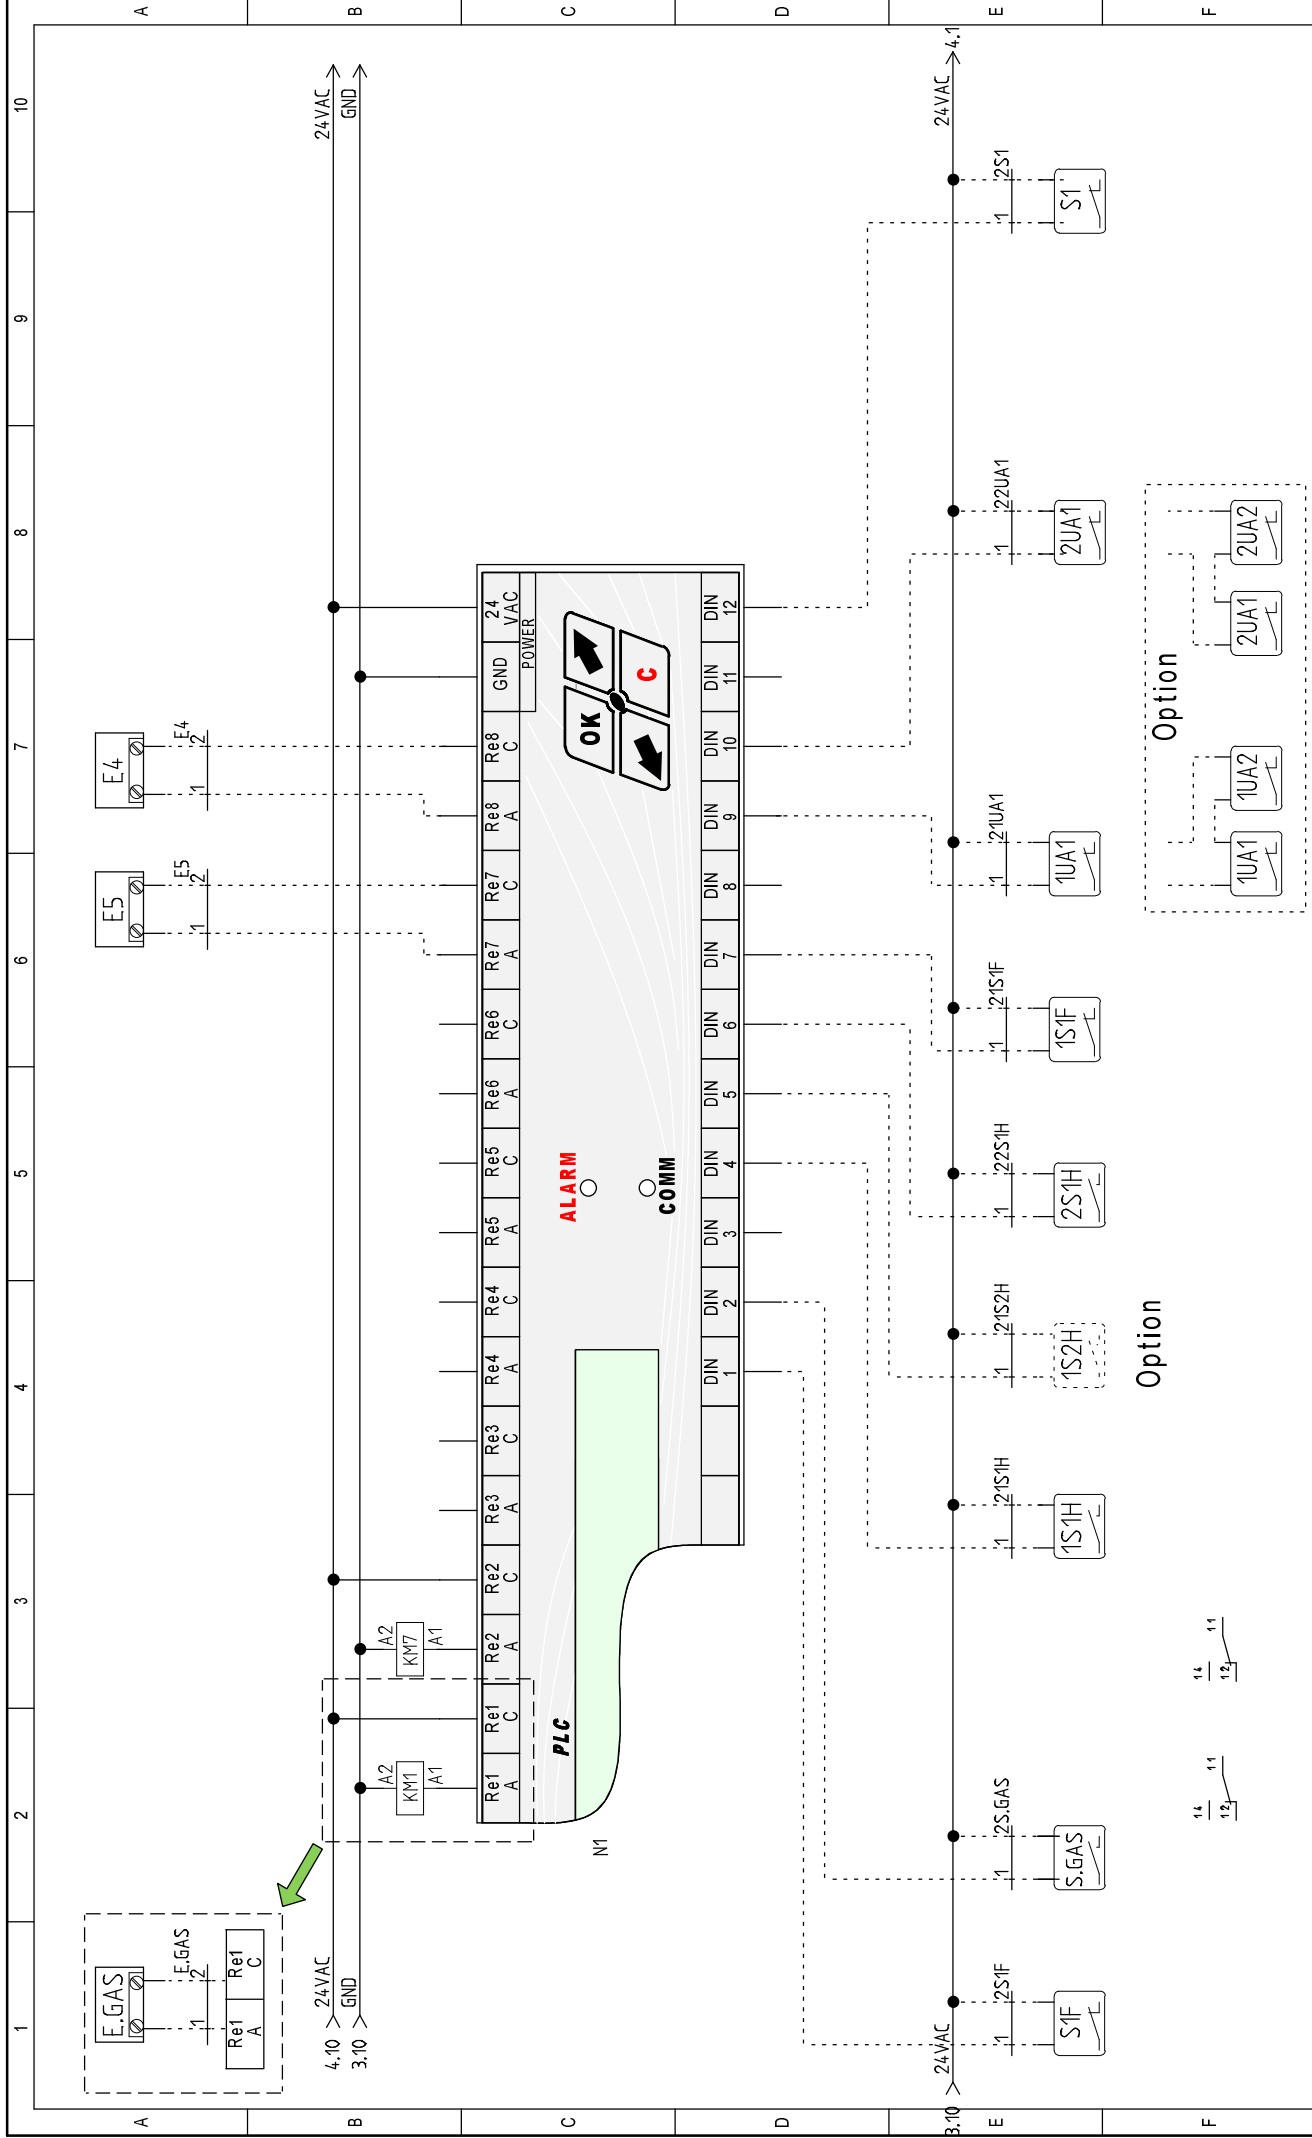 1 2 3 4 5 6 7 8 9 10
A
A
E.GAS
1 2 E.GAS
Re1 A
Re1 C
E5
1 2 E5
E4
1 2 E4
B
B
4.10 24VAC
24VAC
3.10 GND
GND
A2
KM1
A1
A2
KM7
A1
C
C
Re1 A
Re1 C
Re2 A
Re2 C
Re3 A
Re3 C
Re4 A
Re4 C
Re5 A
Re5 C
Re6 A
Re6 C
Re7 A
Re7 C
Re8 A
Re8 C
GND
24 VAC
POWER
PLC
N1
ALARM
COMM
OK
C
DIN 1
DIN 2
DIN 3
DIN 4
DIN 5
DIN 6
DIN 7
DIN 8
DIN 9
DIN 10
DIN 11
DIN 12
D
D
E
E
3.10 24VAC
24VAC 4.1
1 2S1F
S1F
1 2S.GAS
S.GAS
1 21S1H
1S1H
1 21S2H
1S2H
1 22S1H
2S1H
1 21S1F
1S1F
1 21UA1
1UA1
1 22UA1
2UA1
1 2S1
S1
Option
Option
F
F
14
12
11
14
12
11
1UA1
1UA2
2UA1
2UA2